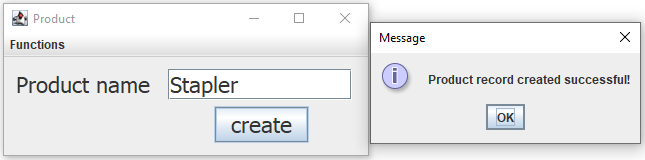 Product
Functions
Product name Stapler
create
Message
Product record created successful!
OK